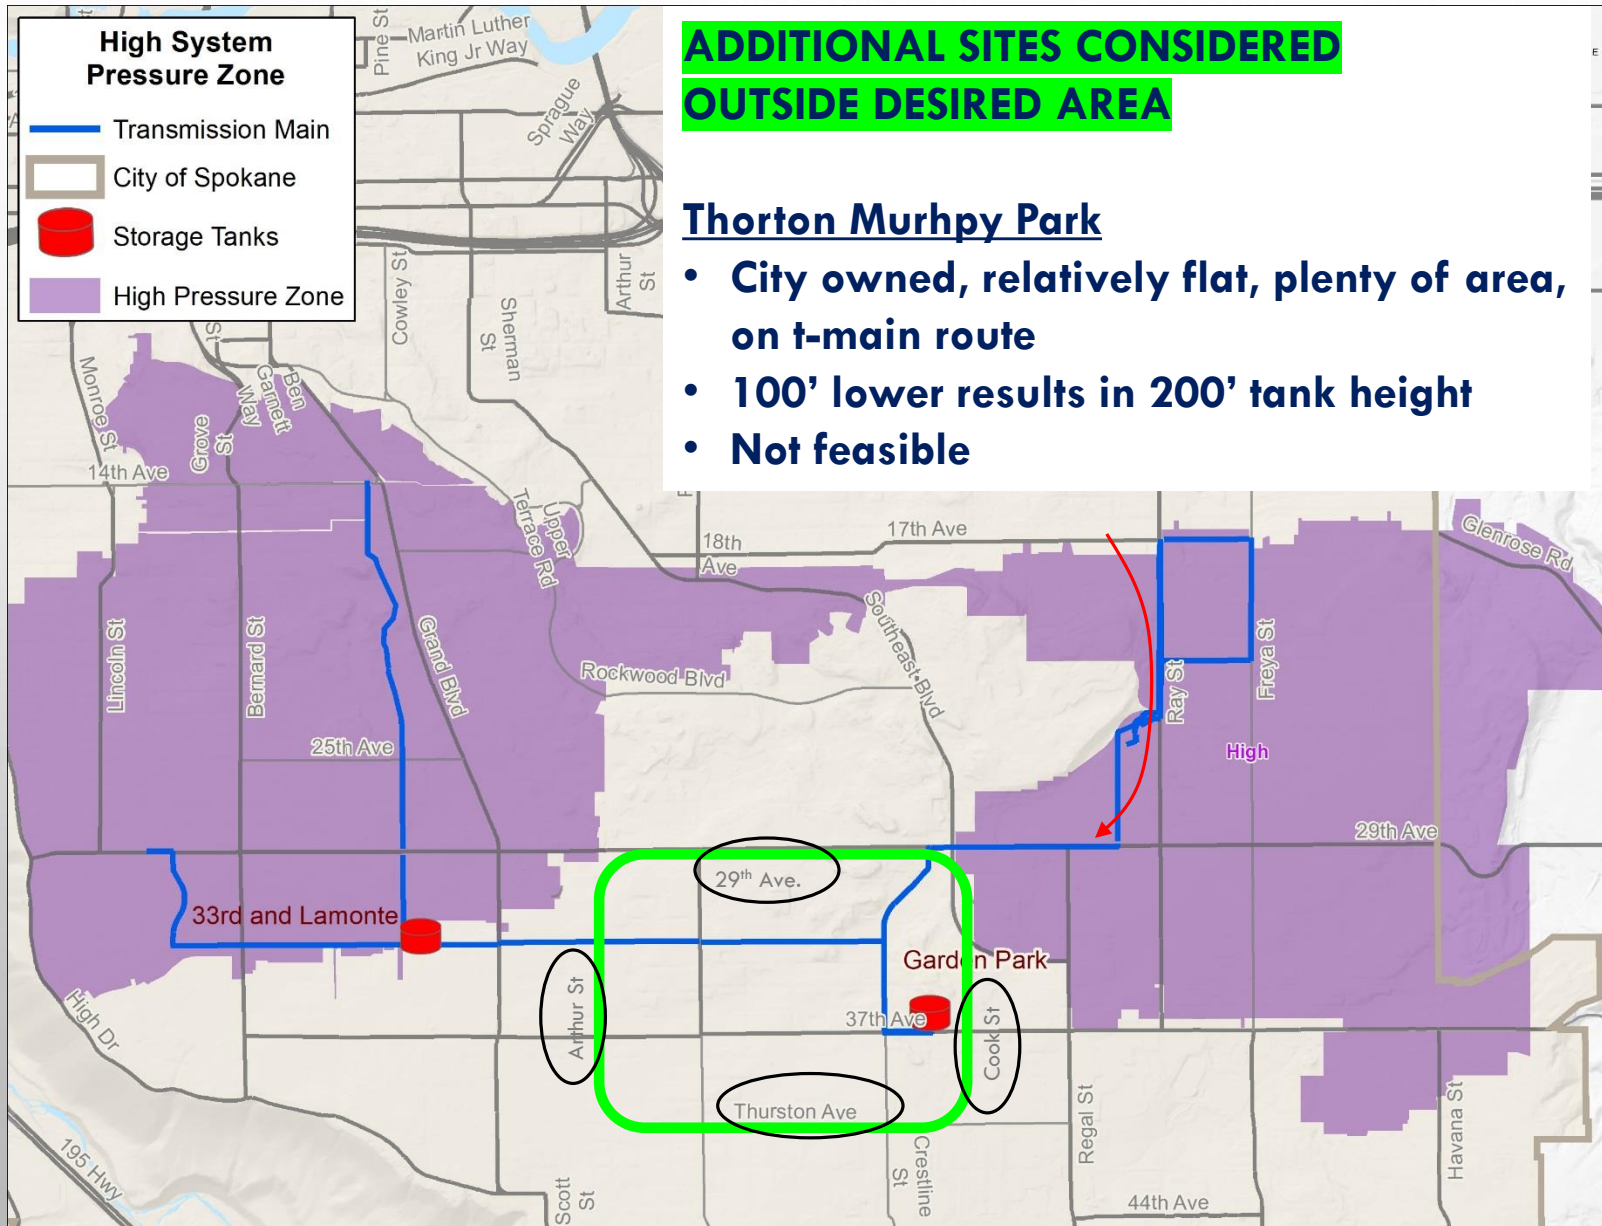 High System
Pressure Zone
Transmission Main
City of Spokane
Storage Tanks
High Pressure Zone
ADDITIONAL SITES CONSIDERED
OUTSIDE DESIRED AREA
Thorton Murhpy Park
• City owned, relatively flat, plenty of area,
on t-main route
• 100’ lower results in 200’ tank height
• Not feasible
Pine St
Martin Luther
King Jr Way
Sprague
Way
E
Cowley St
Sherman
St
Arthur
St
Monroe St
Grove
St
Garnett
Way
Ben
St
14th Ave
Upper
Terrace Rd
18th
Ave
17th Ave
Glenrose Rd
Lincoln St
Bernard St
Grand Blvd
Rockwood Blvd
Southeast Blvd
Ray St
Freya St
25th Ave
High
29th Ave
29th Ave.
33rd and Lamonte
Garden Park
Arthur St
37th Ave
Cook St
High Dr
Thurston Ave
Regal St
Havana St
195 Hwy
Scott
St
Crestline
St
44th Ave